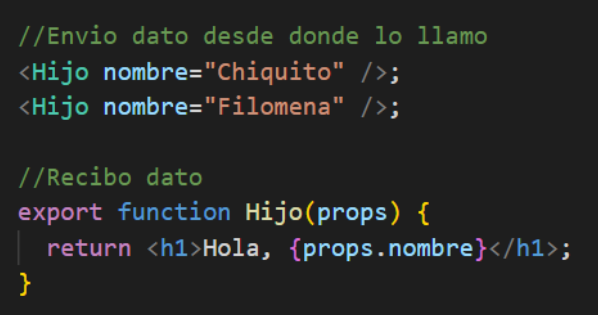 //Envio dato desde donde lo llamo
<Hijo nombre="Chiquito" />;
<Hijo nombre="Filomena" />;
//Recibo dato
export function Hijo(props) {
return <h1>Hola, {props.nombre}</h1>;
}